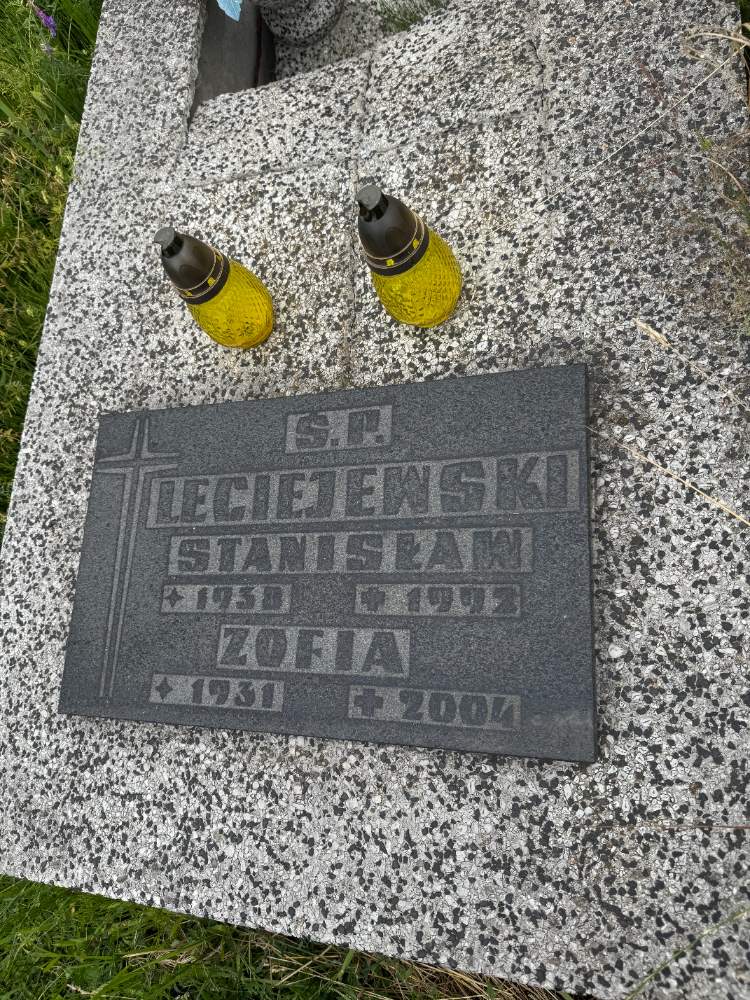 Ś.P.
LECIEJEWSKI
STANISŁAW
✦ 1938 ✝ 1992
ZOFIA
✦ 1931 ✝ 2004